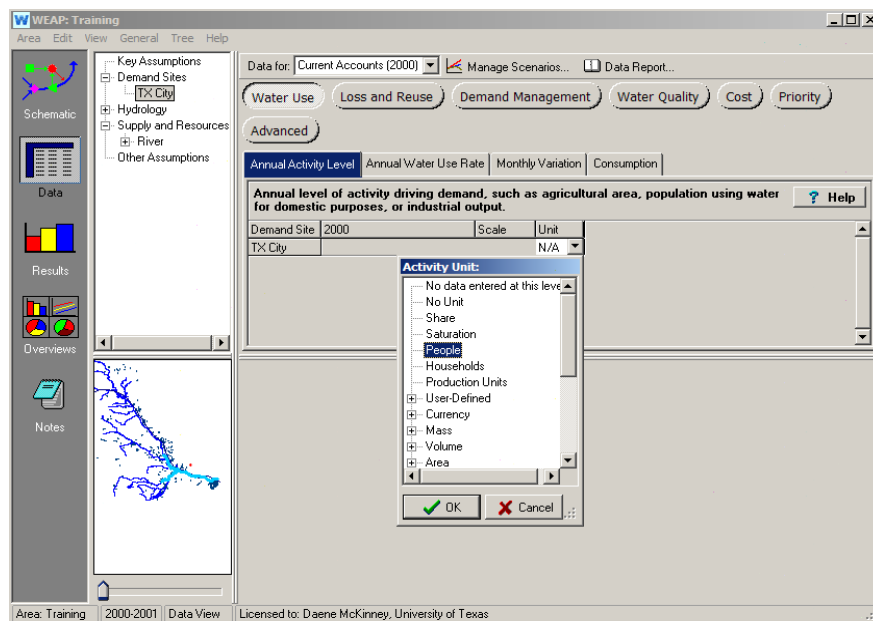 WEAP: Training
Area Edit View General Tree Help
Schematic
Data
Results
Overviews
Notes
Key Assumptions
Demand Sites
TX City
Hydrology
Supply and Resources
River
Other Assumptions
Data for: Current Accounts (2000) Manage Scenarios... Data Report...
Water Use Loss and Reuse Demand Management Water Quality Cost Priority
Advanced
Annual Activity Level Annual Water Use Rate Monthly Variation Consumption
Annual level of activity driving demand, such as agricultural area, population using water
for domestic purposes, or industrial output.
? Help
Demand Site 2000 Scale Unit
TX City N/A
Activity Unit:
No data entered at this leve
No Unit
Share
Saturation
People
Households
Production Units
User-Defined
Currency
Mass
Volume
Area
OK Cancel
Area: Training 2000-2001 Data View Licensed to: Daene McKinney, University of Texas